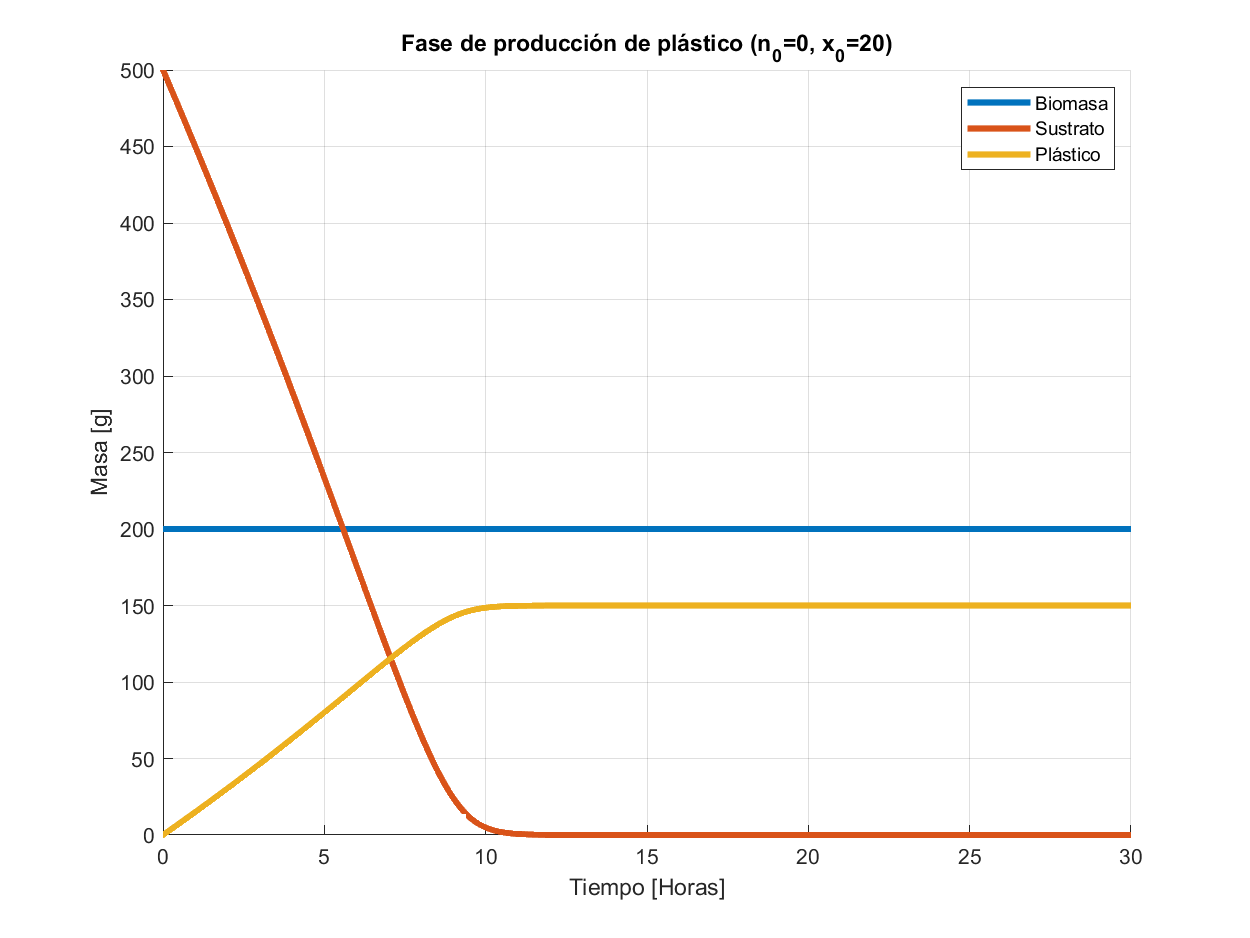 Fase de producción de plástico (n₀=0, x₀=20)
Biomasa
Sustrato
Plástico
Masa [g]
500
450
400
350
300
250
200
150
100
50
0
0 5 10 15 20 25 30
Tiempo [Horas]